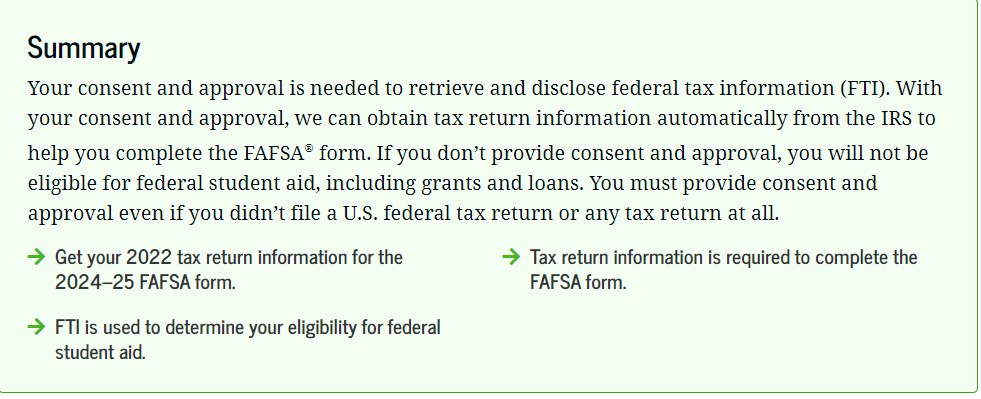 Summary
Your consent and approval is needed to retrieve and disclose federal tax information (FTI). With
your consent and approval, we can obtain tax return information automatically from the IRS to
help you complete the FAFSA® form. If you don’t provide consent and approval, you will not be
eligible for federal student aid, including grants and loans. You must provide consent and
approval even if you didn’t file a U.S. federal tax return or any tax return at all.
→ Get your 2022 tax return information for the
2024–25 FAFSA form.
→ Tax return information is required to complete the
FAFSA form.
→ FTI is used to determine your eligibility for federal
student aid.